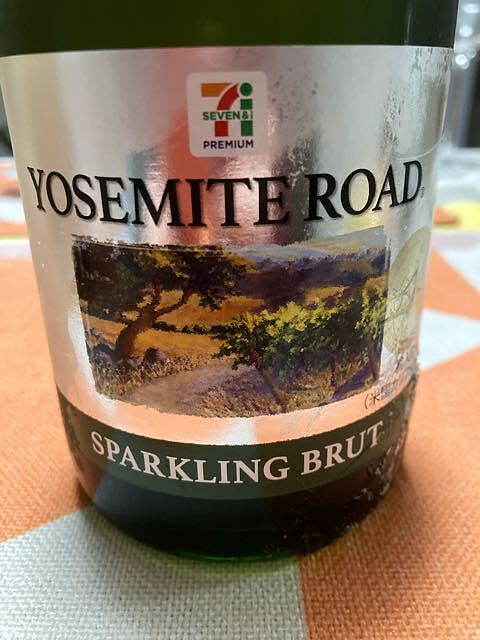 7i
SEVEN&i
PREMIUM
YOSEMITE ROAD®
SPARKLING BRUT